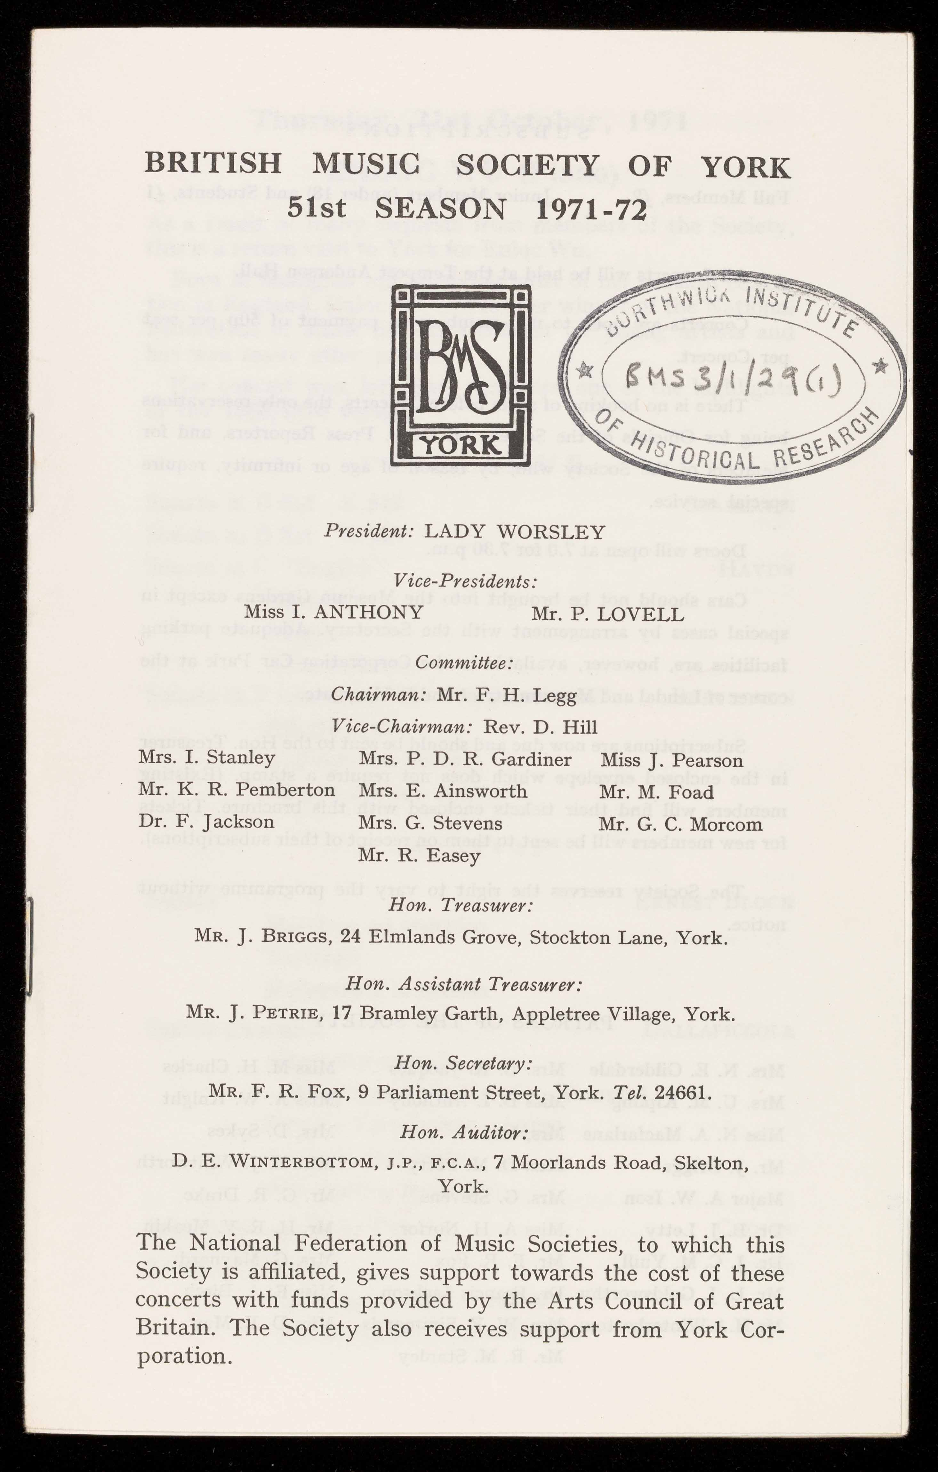 BRITISH MUSIC SOCIETY OF YORK
51st SEASON 1971-72
BMS
YORK
BORTHWICK INSTITUTE
BMS 3/1/29(1)
OF HISTORICAL RESEARCH
President: LADY WORSLEY
Vice-Presidents:
Miss I. ANTHONY Mr. P. LOVELL
Committee:
Chairman: Mr. F. H. Legg
Vice-Chairman: Rev. D. Hill
Mrs. I. Stanley Mrs. P. D. R. Gardiner Miss J. Pearson
Mr. K. R. Pemberton Mrs. E. Ainsworth Mr. M. Foad
Dr. F. Jackson Mrs. G. Stevens Mr. G. C. Morcom
Mr. R. Easey
Hon. Treasurer:
MR. J. BRIGGS, 24 Elmlands Grove, Stockton Lane, York.
Hon. Assistant Treasurer:
MR. J. PETRIE, 17 Bramley Garth, Appletree Village, York.
Hon. Secretary:
MR. F. R. FOX, 9 Parliament Street, York. Tel. 24661.
Hon. Auditor:
D. E. WINTERBOTTOM, J.P., F.C.A., 7 Moorlands Road, Skelton,
York.
The National Federation of Music Societies, to which this
Society is affiliated, gives support towards the cost of these
concerts with funds provided by the Arts Council of Great
Britain. The Society also receives support from York Cor-
poration.